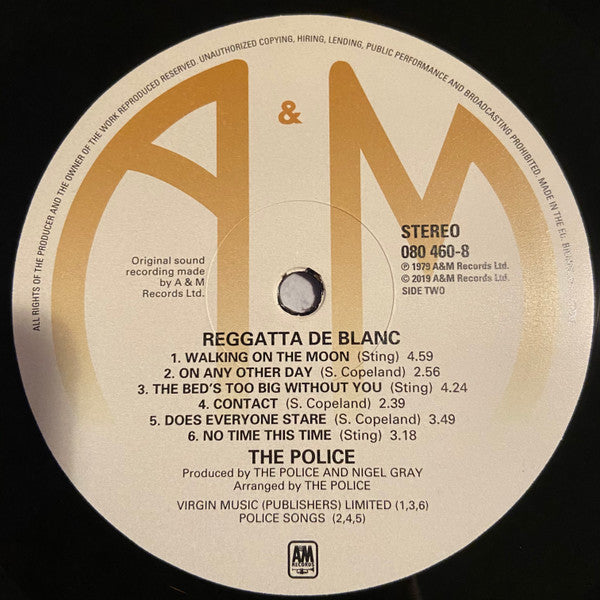 ALL RIGHTS OF THE PRODUCER AND THE OWNER OF THE WORK REPRODUCED RESERVED. UNAUTHORIZED COPYING, HIRING, LENDING, PUBLIC PERFORMANCE AND BROADCASTING PROHIBITED. MADE IN THE EU.
A & M
STEREO
080 460-8
℗ 1979 A&M Records Ltd.
© 2019 A&M Records Ltd.
SIDE TWO
Original sound
recording made
by A & M
Records Ltd.
REGGATTA DE BLANC
1. WALKING ON THE MOON (Sting) 4.59
2. ON ANY OTHER DAY (S. Copeland) 2.56
3. THE BED'S TOO BIG WITHOUT YOU (Sting) 4.24
4. CONTACT (S. Copeland) 2.39
5. DOES EVERYONE STARE (S. Copeland) 3.49
6. NO TIME THIS TIME (Sting) 3.18
THE POLICE
Produced by THE POLICE AND NIGEL GRAY
Arranged by THE POLICE
VIRGIN MUSIC (PUBLISHERS) LIMITED (1,3,6)
POLICE SONGS (2,4,5)
A&M
RECORDS